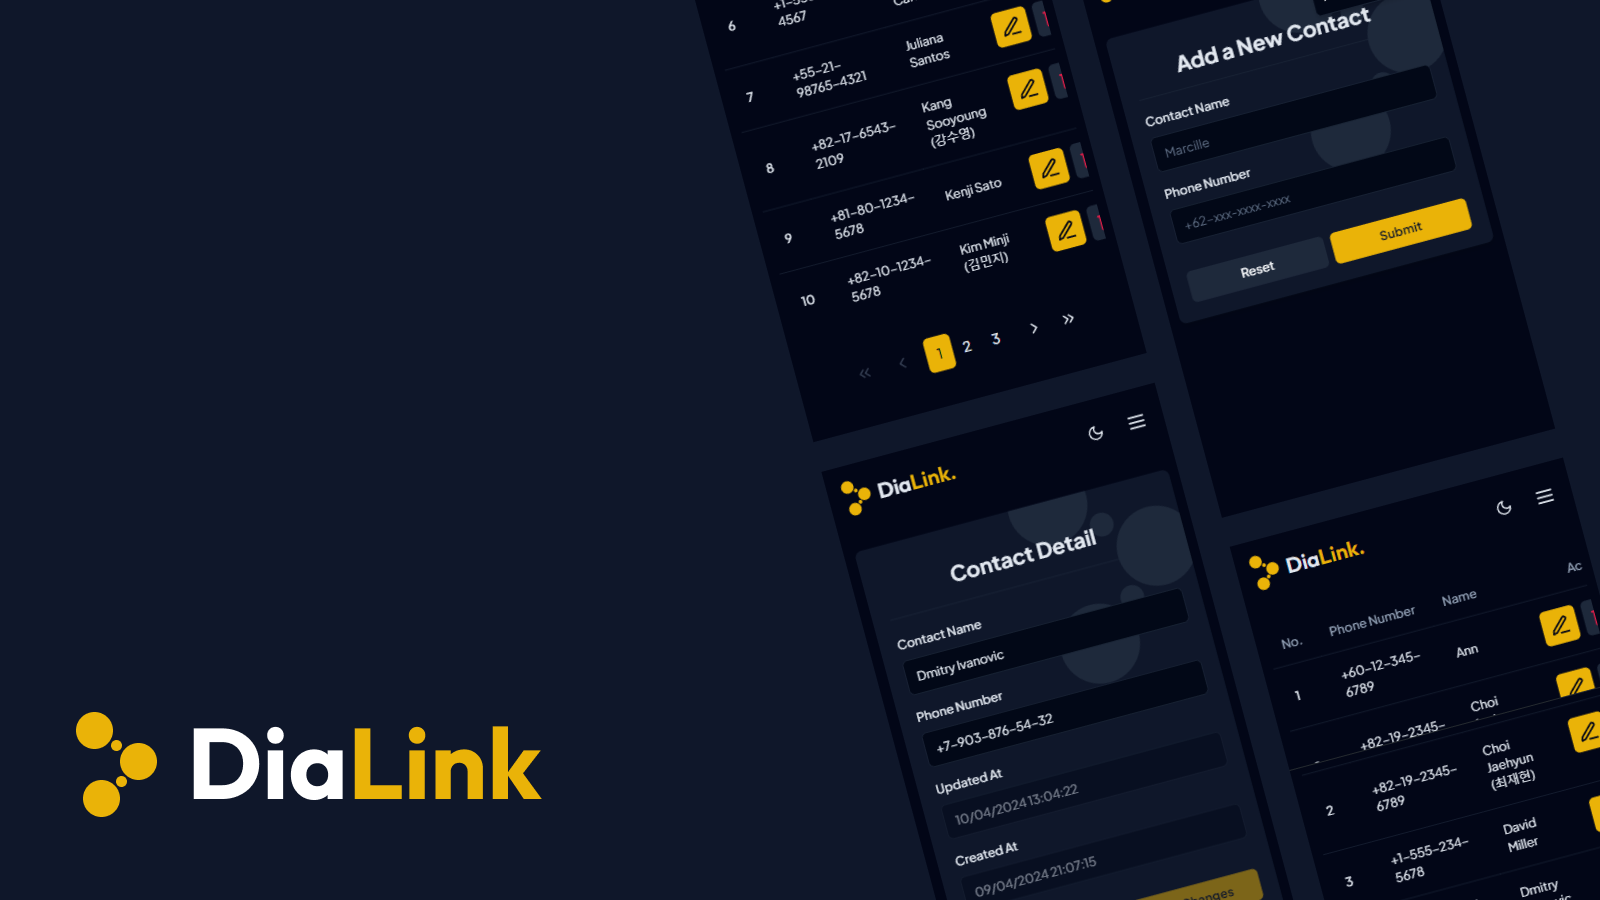 6
4567
7
+55-21-
98765-4321
Juliana
Santos
8
+82-17-6543-
2109
Kang
Sooyoung
(강수영)
9
+81-80-1234-
5678
Kenji Sato
10
+82-10-1234-
5678
Kim Minji
(김민지)
« ‹ 1 2 3 › »
Add a New Contact
Contact Name
Marcille
Phone Number
+62-xxx-xxxx-xxxx
Reset
Submit
DiaLink.
Contact Detail
Contact Name
Dmitry Ivanovic
Phone Number
+7-903-876-54-32
Updated At
10/04/2024 13:04:22
Created At
09/04/2024 21:07:15
Changes
DiaLink.
No.
Phone Number
Name
Ac
1
+60-12-345-
6789
Ann
+82-19-2345-
Choi
2
+82-19-2345-
6789
Choi
Jaehyun
(최재현)
3
+1-555-234-
5678
David
Miller
Dmitry
DiaLink